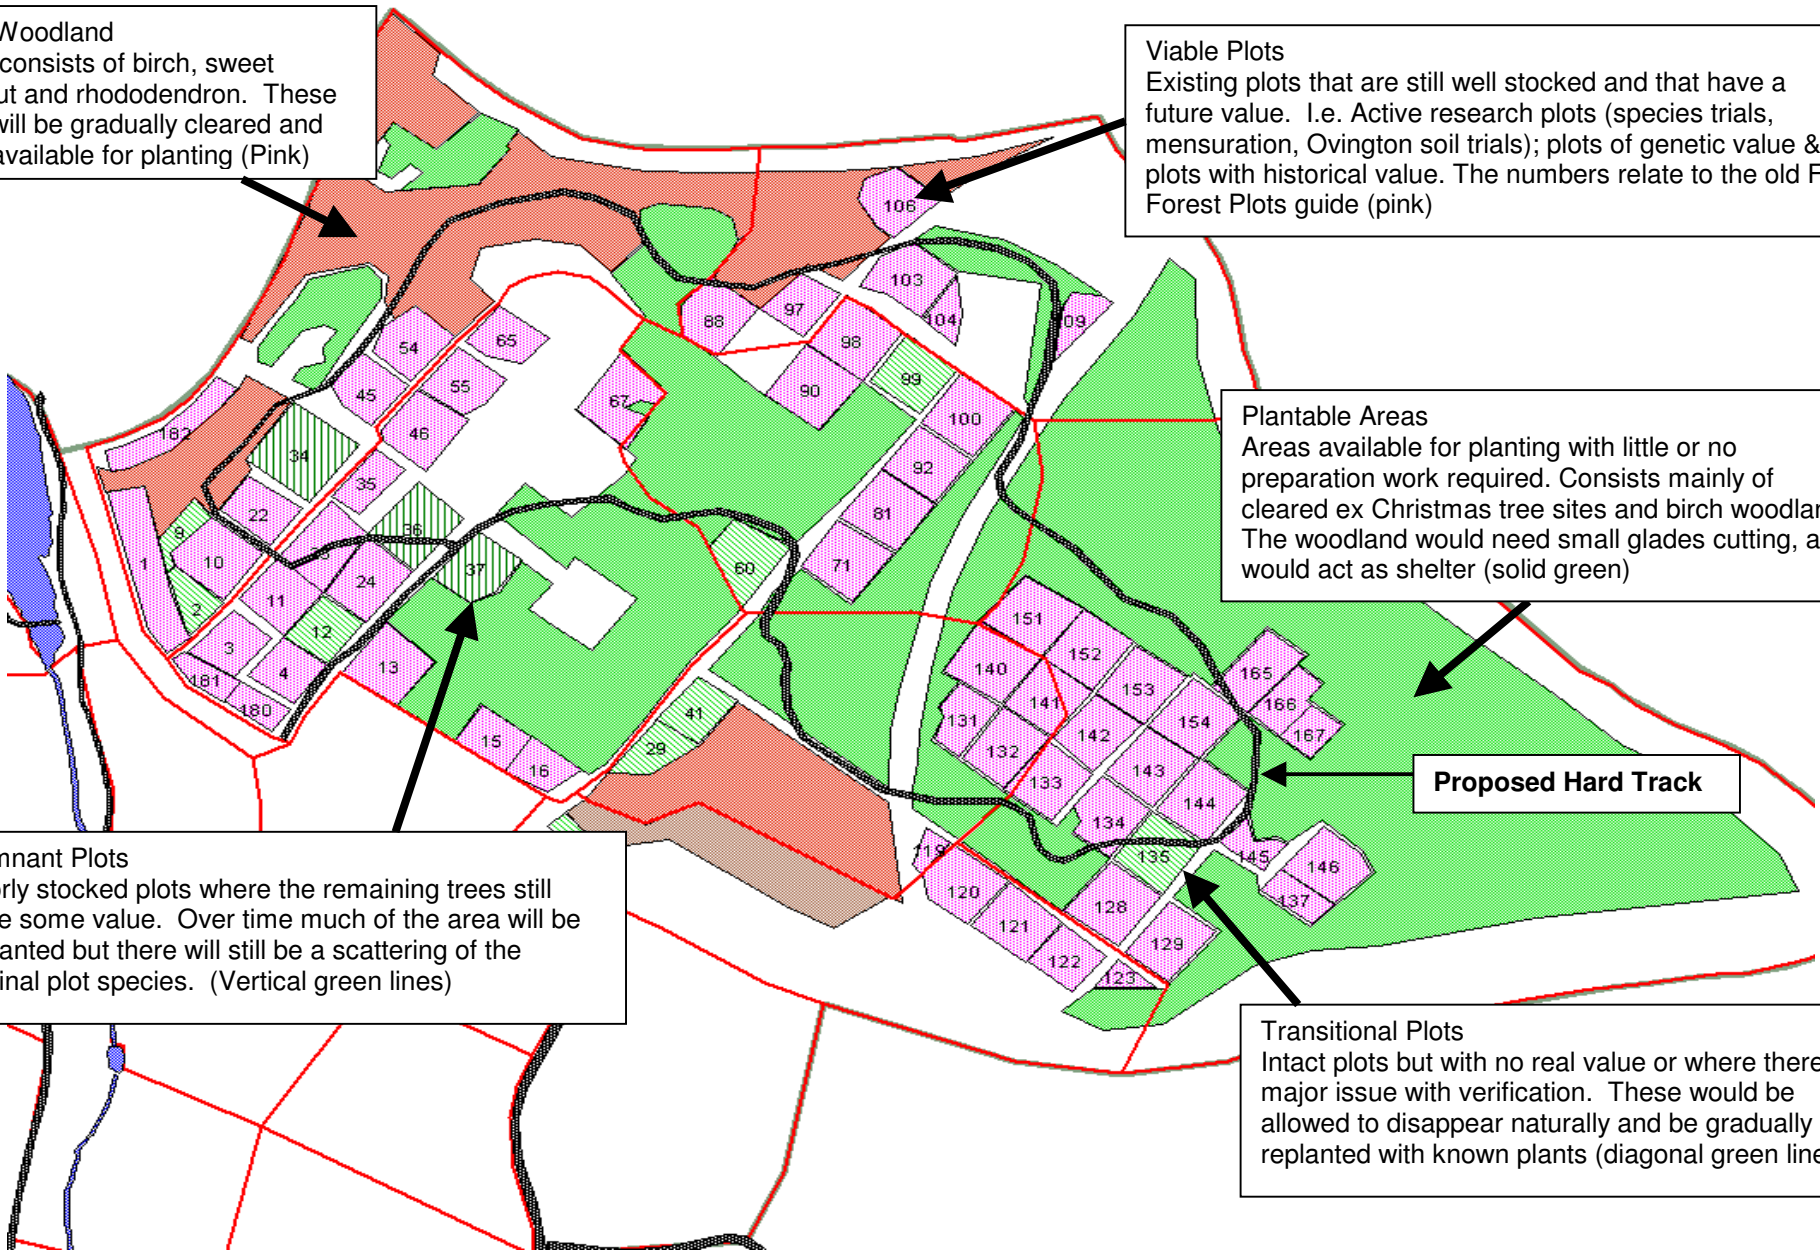 Woodland
consists of birch, sweet
ut and rhododendron. These
will be gradually cleared and
available for planting (Pink)
Viable Plots
Existing plots that are still well stocked and that have a
future value. I.e. Active research plots (species trials,
mensuration, Ovington soil trials); plots of genetic value &
plots with historical value. The numbers relate to the old F
Forest Plots guide (pink)
106
103
104
109
97
88
98
99
90
100
54
65
45
55
46
67
182
34
35
92
22
36
81
9
10
24
37
60
71
1
2
11
12
3
4
13
181
180
15
16
41
29
Plantable Areas
Areas available for planting with little or no
preparation work required. Consists mainly of
cleared ex Christmas tree sites and birch woodlan
The woodland would need small glades cutting, a
would act as shelter (solid green)
151
152
140
153
141
154
165
166
167
131
132
142
133
143
144
134
135
145
146
137
119
120
128
121
129
122
123
Proposed Hard Track
mnant Plots
orly stocked plots where the remaining trees still
e some value. Over time much of the area will be
lanted but there will still be a scattering of the
inal plot species. (Vertical green lines)
Transitional Plots
Intact plots but with no real value or where there
major issue with verification. These would be
allowed to disappear naturally and be gradually
replanted with known plants (diagonal green line